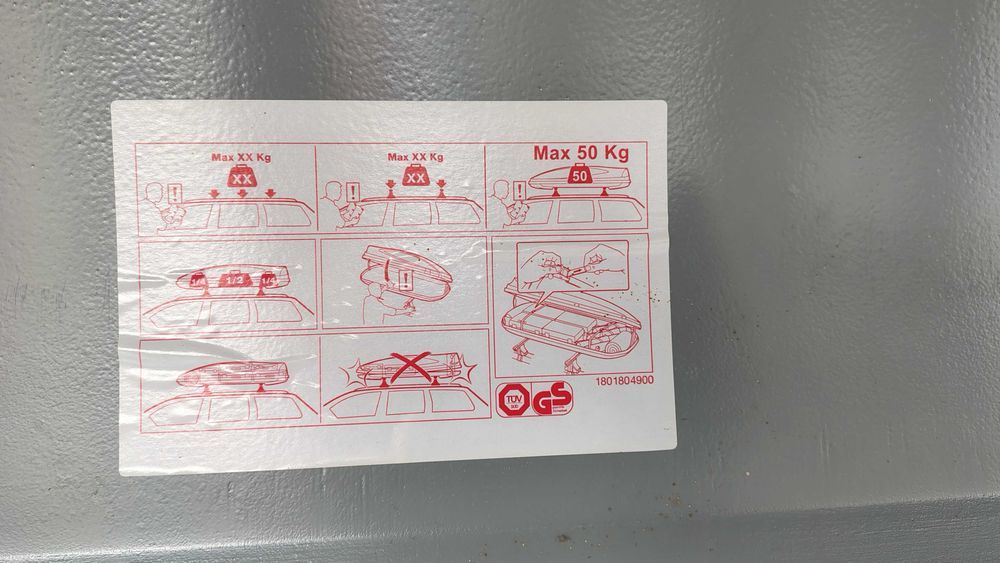 Max XX Kg
XX
!
Max XX Kg
XX
!
Max 50 Kg
50
!
1/4
1/2
1/4
!
1801804900
TÜV
SÜD
GS